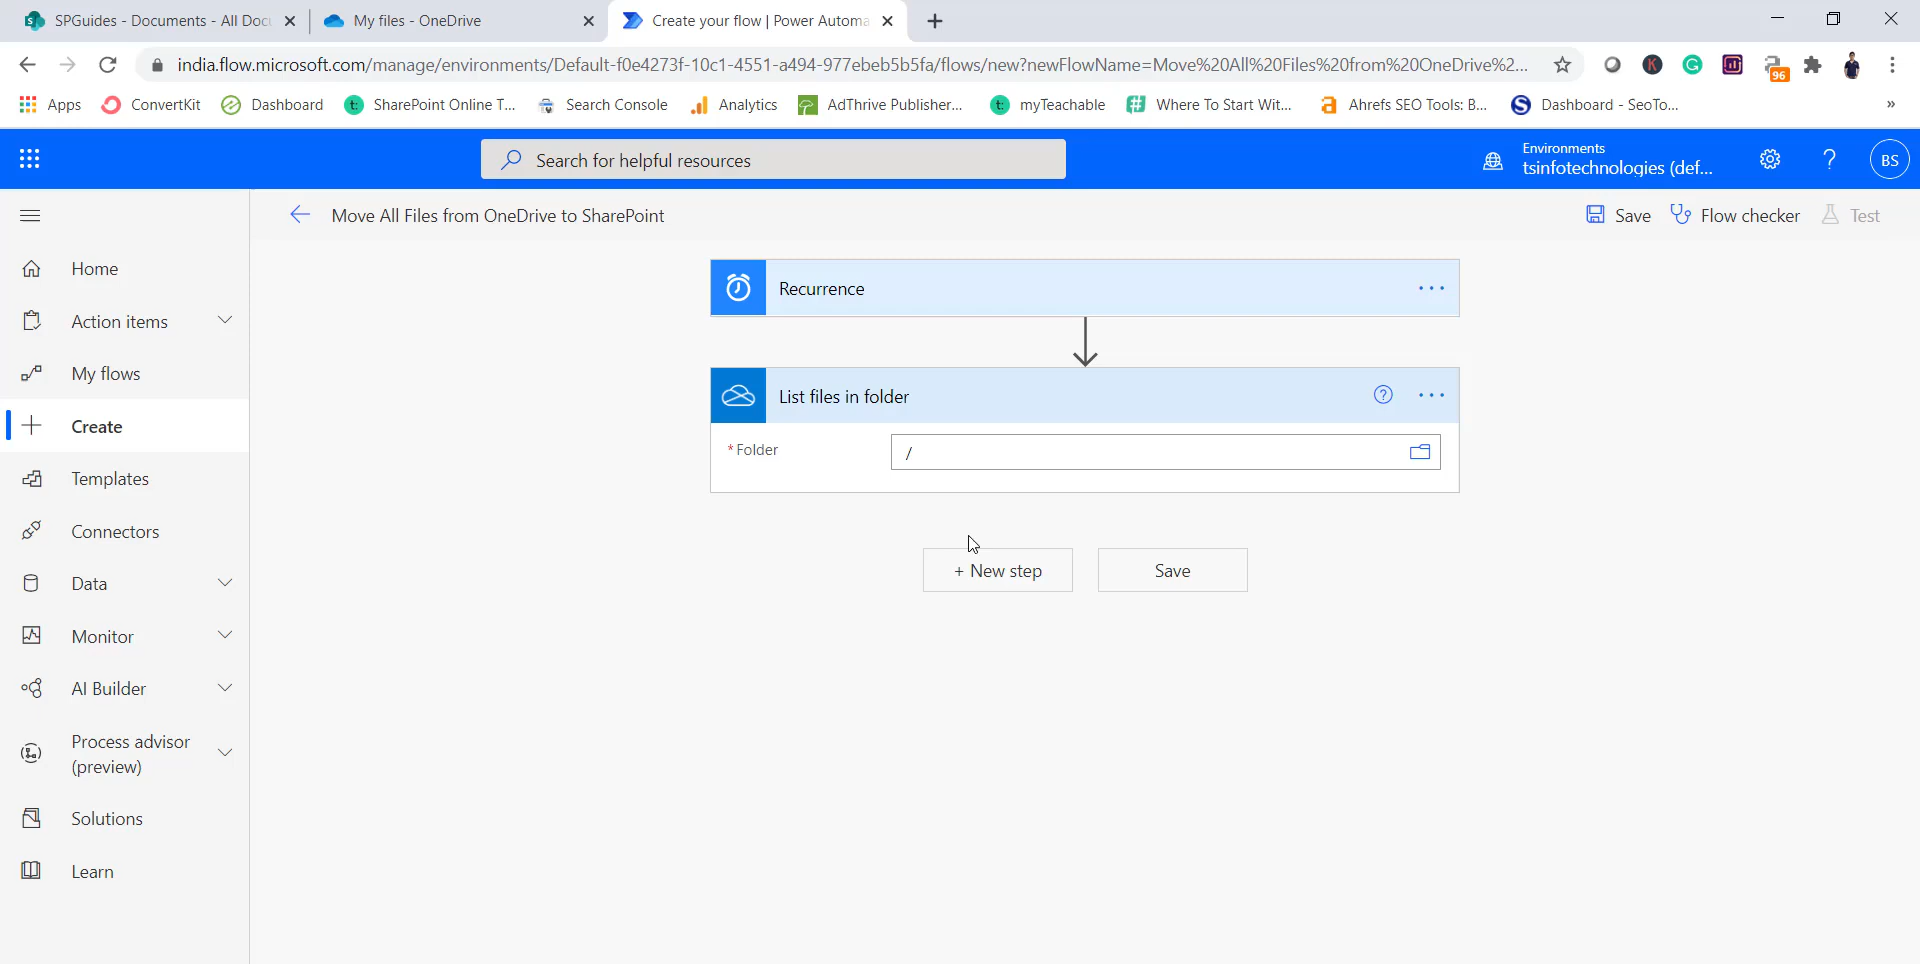 SPGuides - Documents - All Doc
My files - OneDrive
Create your flow | Power Automa
india.flow.microsoft.com/manage/environments/Default-f0e4273f-10c1-4551-a494-977ebeb5b5fa/flows/new?newFlowName=Move%20All%20Files%20from%20OneDrive%2...
96
Apps
ConvertKit
Dashboard
SharePoint Online T...
Search Console
Analytics
AdThrive Publisher...
myTeachable
Where To Start Wit...
Ahrefs SEO Tools: B...
Dashboard - SeoTo...
»
Search for helpful resources
Environments
tsinfotechnologies (def...
?
BS
Move All Files from OneDrive to SharePoint
Save
Flow checker
Test
Home
Action items
My flows
Create
Templates
Connectors
Data
Monitor
AI Builder
Process advisor
(preview)
Solutions
Learn
Recurrence
List files in folder
?
* Folder
/
+ New step
Save